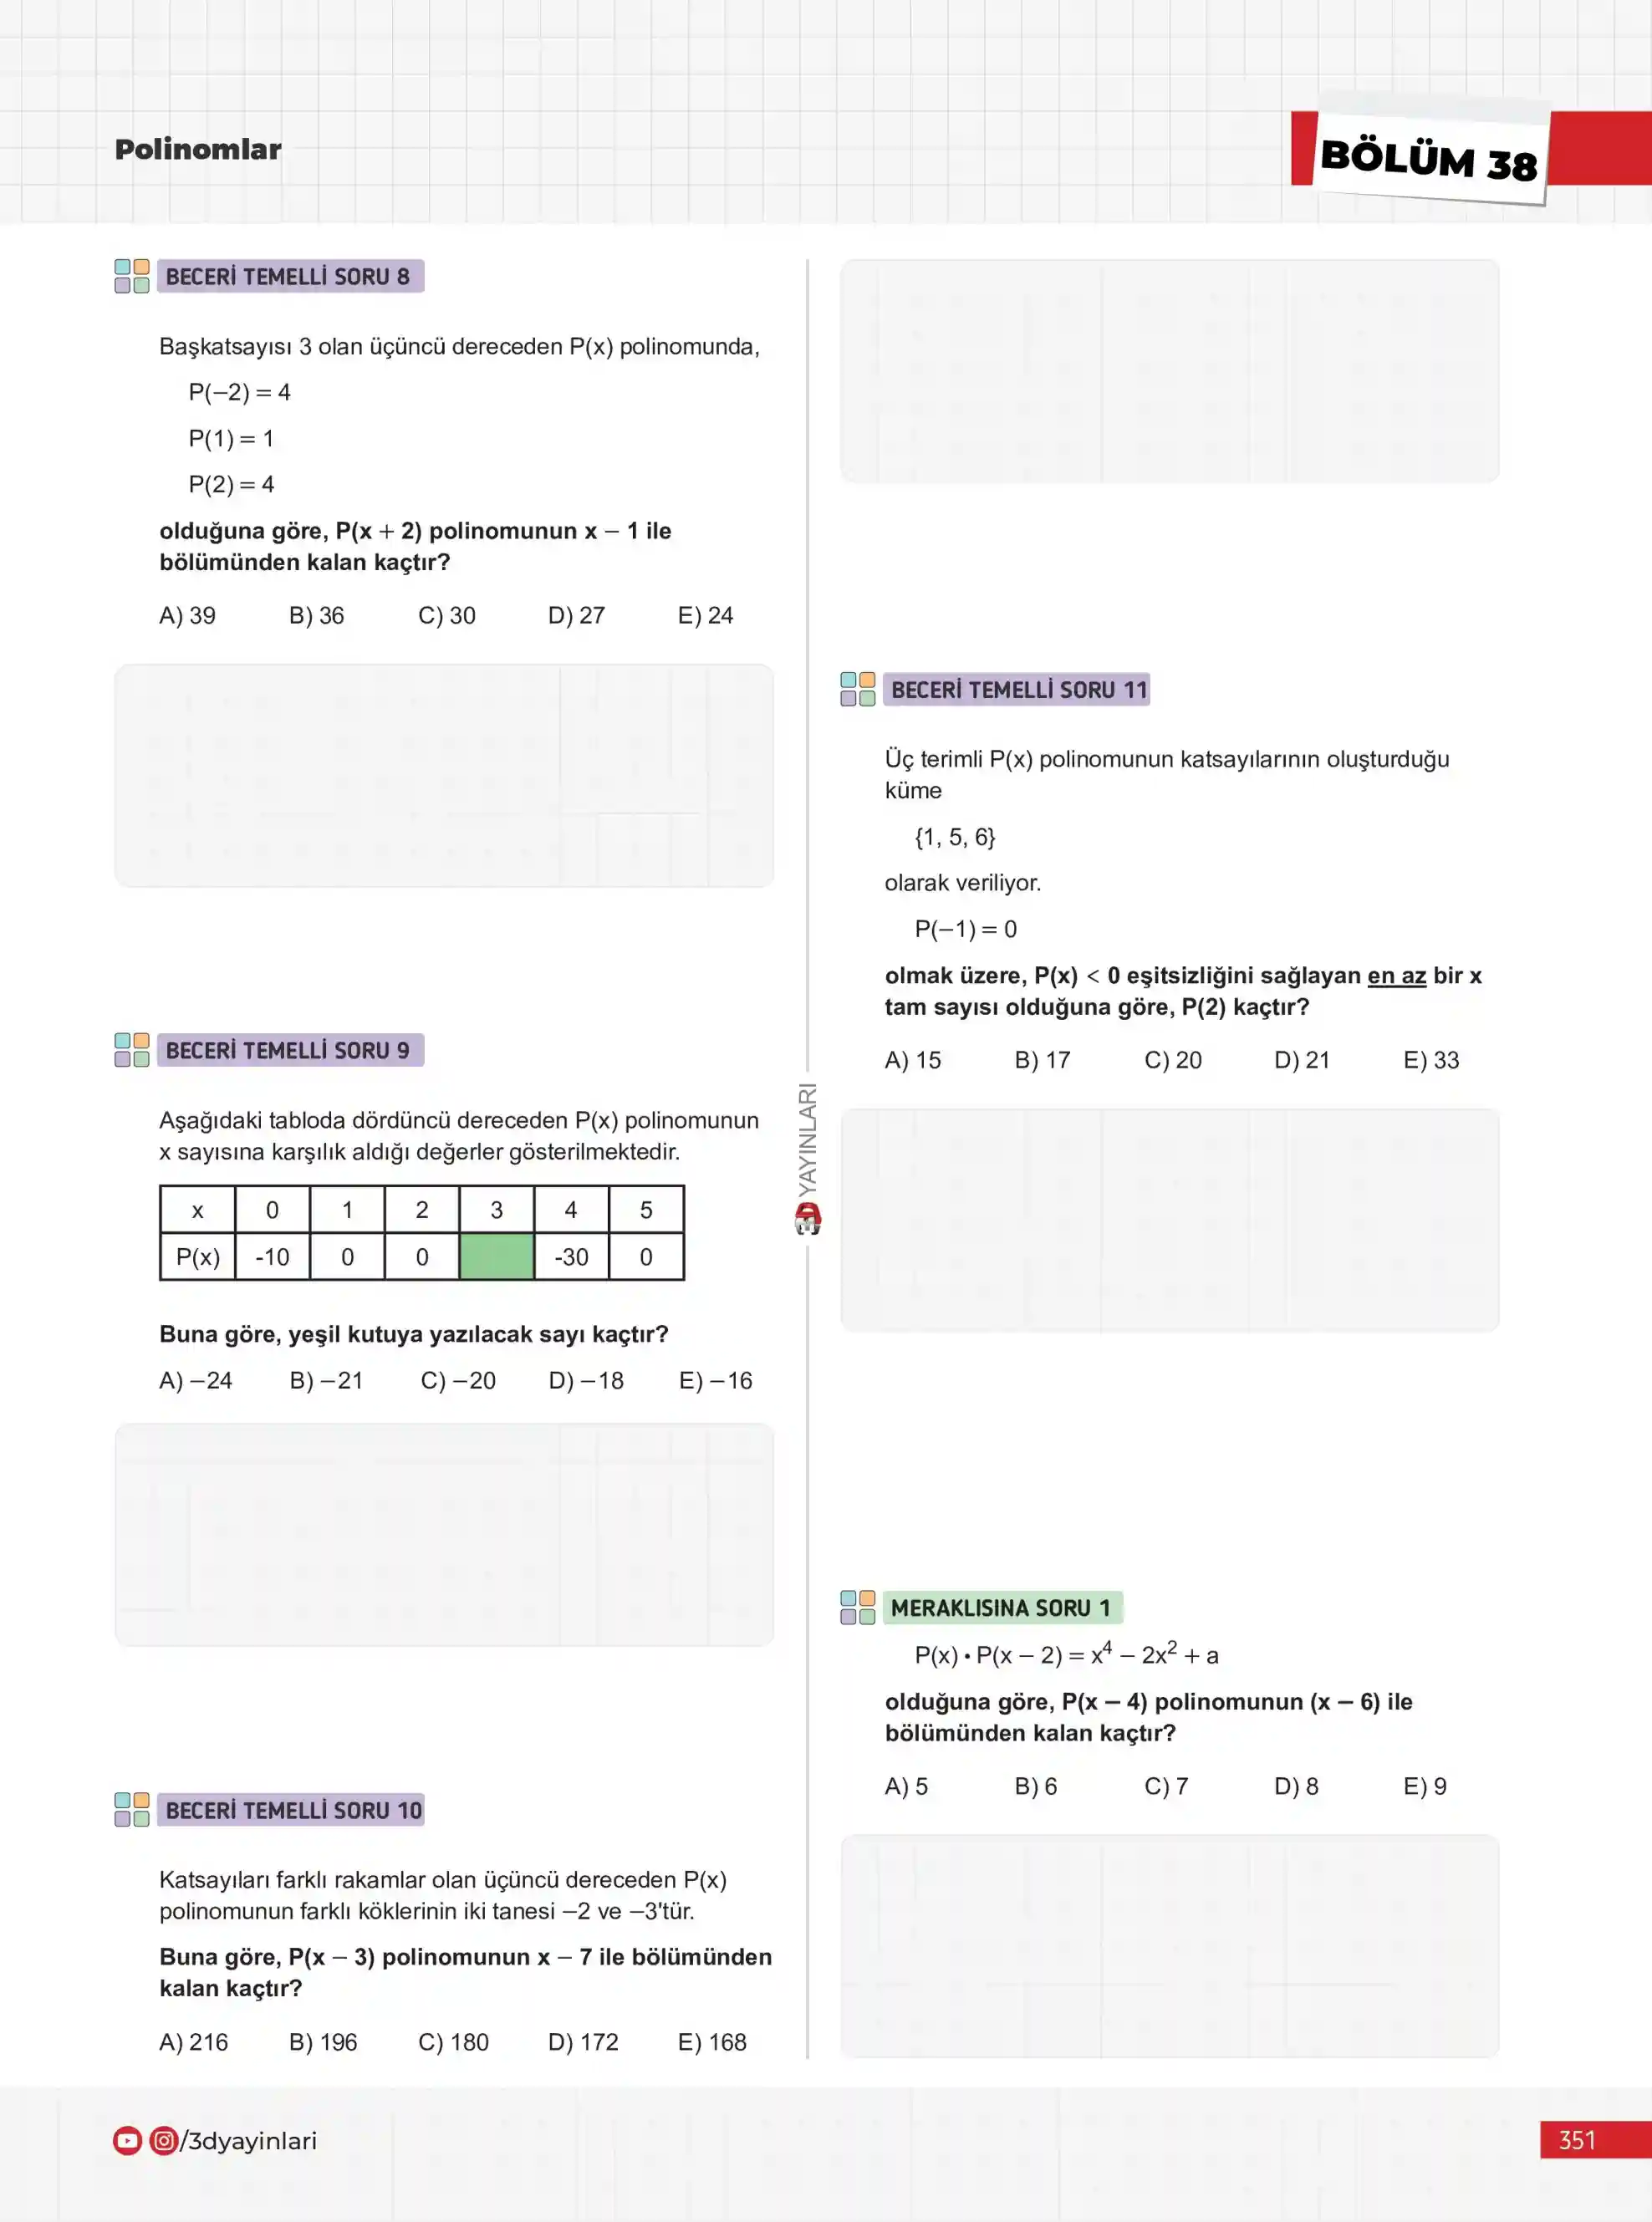 Polinomlar
BÖLÜM 38
BECERİ TEMELLİ SORU 8
Başkatsayısı 3 olan üçüncü dereceden P(x) polinomunda,
P(−2) = 4
P(1) = 1
P(2) = 4
olduğuna göre, P(x + 2) polinomunun x − 1 ile
bölümünden kalan kaçtır?
A) 39 B) 36 C) 30 D) 27 E) 24
BECERİ TEMELLİ SORU 9
Aşağıdaki tabloda dördüncü dereceden P(x) polinomunun
x sayısına karşılık aldığı değerler gösterilmektedir.
x 0 1 2 3 4 5
P(x) -10 0 0 -30 0
Buna göre, yeşil kutuya yazılacak sayı kaçtır?
A) −24 B) −21 C) −20 D) −18 E) −16
BECERİ TEMELLİ SORU 10
Katsayıları farklı rakamlar olan üçüncü dereceden P(x)
polinomunun farklı köklerinin iki tanesi −2 ve −3'tür.
Buna göre, P(x − 3) polinomunun x − 7 ile bölümünden
kalan kaçtır?
A) 216 B) 196 C) 180 D) 172 E) 168
YAYINLARI
BECERİ TEMELLİ SORU 11
Üç terimli P(x) polinomunun katsayılarının oluşturduğu
küme
{1, 5, 6}
olarak veriliyor.
P(−1) = 0
olmak üzere, P(x) < 0 eşitsizliğini sağlayan en az bir x
tam sayısı olduğuna göre, P(2) kaçtır?
A) 15 B) 17 C) 20 D) 21 E) 33
MERAKLISINA SORU 1
P(x) • P(x − 2) = x⁴ − 2x² + a
olduğuna göre, P(x − 4) polinomunun (x − 6) ile
bölümünden kalan kaçtır?
A) 5 B) 6 C) 7 D) 8 E) 9
/3dyayinlari
351